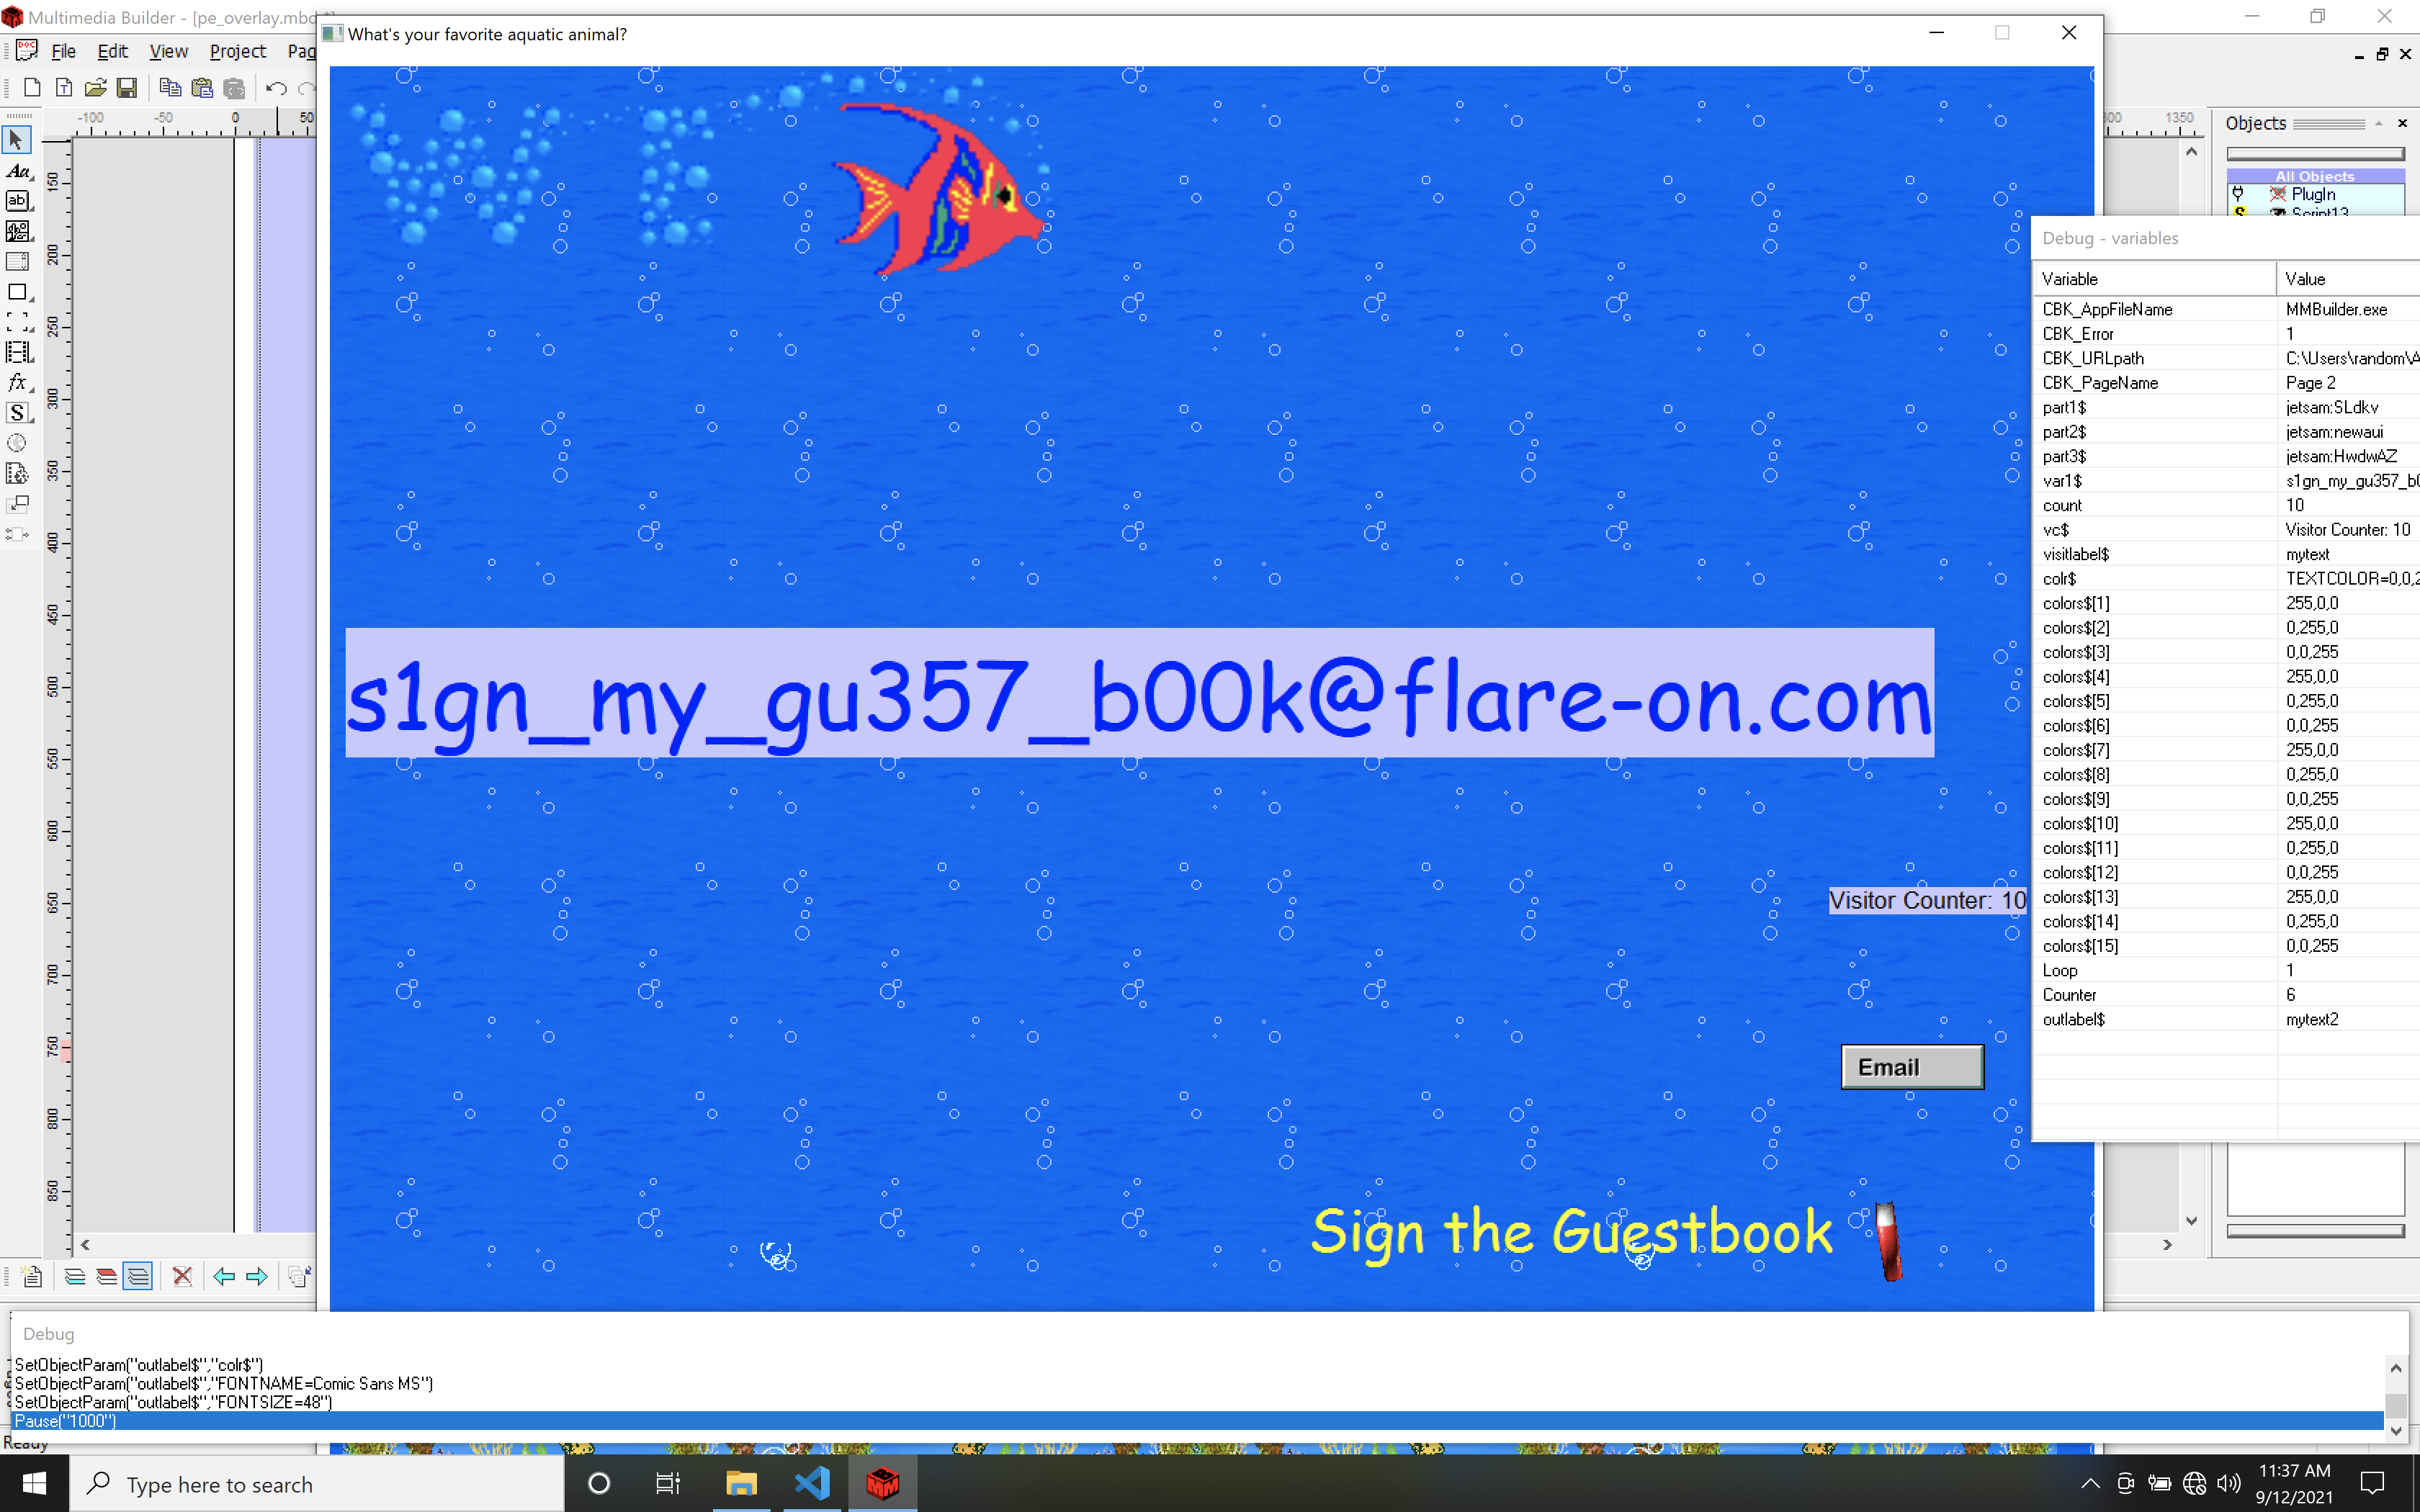 Multimedia Builder - [pe_overlay.mbd *]
File Edit View Project Pag
What's your favorite aquatic animal?
-100 -50 0 50
150
200
250
300
350
400
450
500
550
600
650
700
750
800
850
WE
s1gn_my_gu357_b00k@flare-on.com
Visitor Counter: 10
Email
Sign the Guestbook
1350
Objects
All Objects
PlugIn
Script13
Debug - variables
Variable Value
CBK_AppFileName MMBuilder.exe
CBK_Error 1
CBK_URLpath C:\Users\random\A
CBK_PageName Page 2
part1$ jetsam:SLdkv
part2$ jetsam:newaui
part3$ jetsam:HwdwAZ
var1$ s1gn_my_gu357_b0
count 10
vc$ Visitor Counter: 10
visitlabel$ mytext
colr$ TEXTCOLOR=0,0,2
colors$[1] 255,0,0
colors$[2] 0,255,0
colors$[3] 0,0,255
colors$[4] 255,0,0
colors$[5] 0,255,0
colors$[6] 0,0,255
colors$[7] 255,0,0
colors$[8] 0,255,0
colors$[9] 0,0,255
colors$[10] 255,0,0
colors$[11] 0,255,0
colors$[12] 0,0,255
colors$[13] 255,0,0
colors$[14] 0,255,0
colors$[15] 0,0,255
Loop 1
Counter 6
outlabel$ mytext2
Debug
SetObjectParam("outlabel$","colr$")
SetObjectParam("outlabel$","FONTNAME=Comic Sans MS")
SetObjectParam("outlabel$","FONTSIZE=48")
Pause("1000")
Ready
Type here to search
11:37 AM
9/12/2021